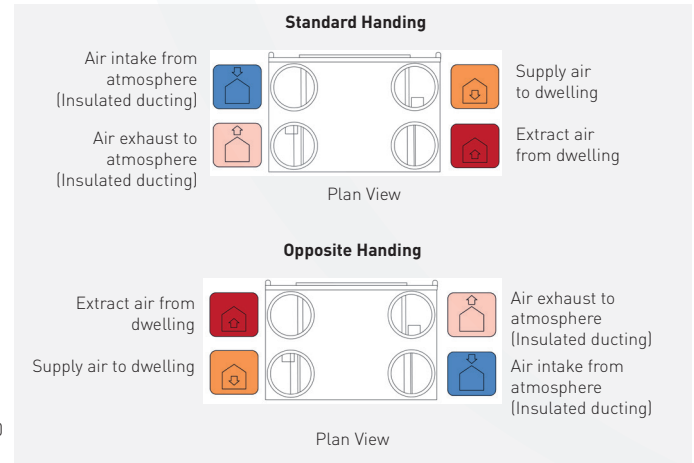 Standard Handing
Air intake from
atmosphere
(Insulated ducting)
Air exhaust to
atmosphere
(Insulated ducting)
Supply air
to dwelling
Extract air
from dwelling
Plan View
Opposite Handing
Extract air from
dwelling
Supply air to dwelling
Air exhaust to
atmosphere
(Insulated ducting)
Air intake from
atmosphere
(Insulated ducting)
Plan View